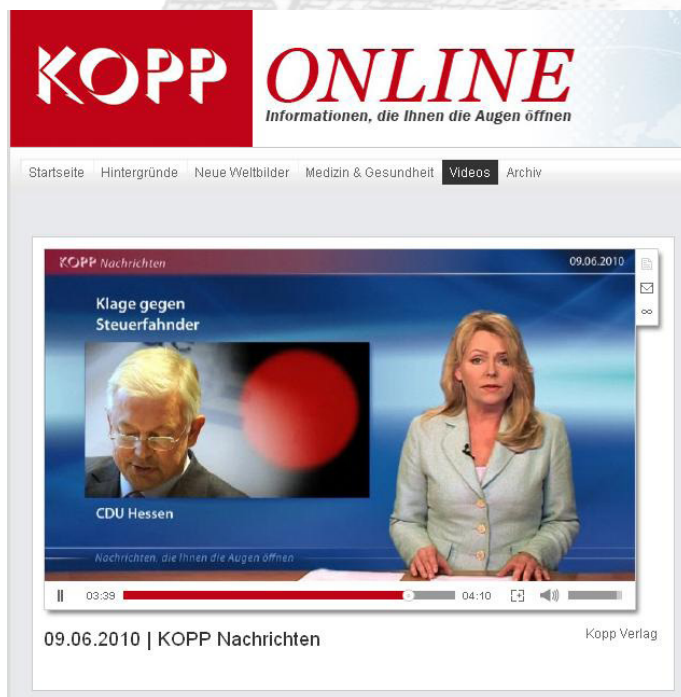 KOPP ONLINE
Informationen, die Ihnen die Augen öffnen
Startseite Hintergründe Neue Weltbilder Medizin & Gesundheit Videos Archiv
KOPP Nachrichten 09.06.2010
Klage gegen
Steuerfahnder
CDU Hessen
Nachrichten, die Ihnen die Augen öffnen
03:39 04:10
09.06.2010 | KOPP Nachrichten
Kopp Verlag